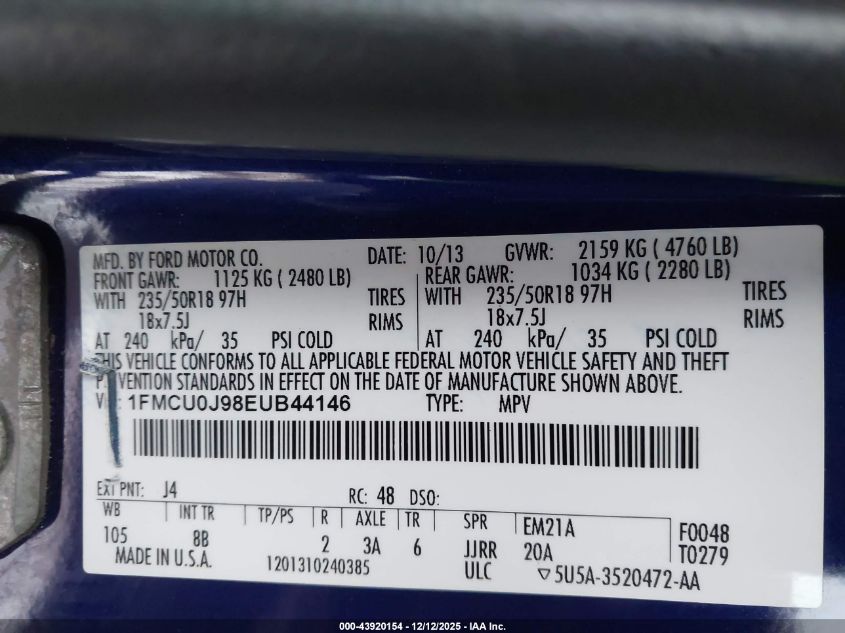 MFD. BY FORD MOTOR CO. DATE: 10/13 GVWR: 2159 KG ( 4760 LB)
FRONT GAWR: 1125 KG ( 2480 LB) REAR GAWR: 1034 KG ( 2280 LB)
WITH 235/50R18 97H TIRES WITH 235/50R18 97H TIRES
18x7.5J RIMS 18x7.5J RIMS
AT 240 kPa/ 35 PSI COLD AT 240 kPa/ 35 PSI COLD
THIS VEHICLE CONFORMS TO ALL APPLICABLE FEDERAL MOTOR VEHICLE SAFETY AND THEFT
PREVENTION STANDARDS IN EFFECT ON THE DATE OF MANUFACTURE SHOWN ABOVE.
1FMCU0J98EUB44146 TYPE: MPV
EXT PNT: J4 RC: 48 DSO:
WB INT TR TP/PS R AXLE TR SPR EM21A F0048
105 8B 2 3A 6 JJRR 20A T0279
MADE IN U.S.A. 1201310240385 ULC ▽5U5A-3520472-AA
000-43920154 - 12/12/2025 - IAA Inc.